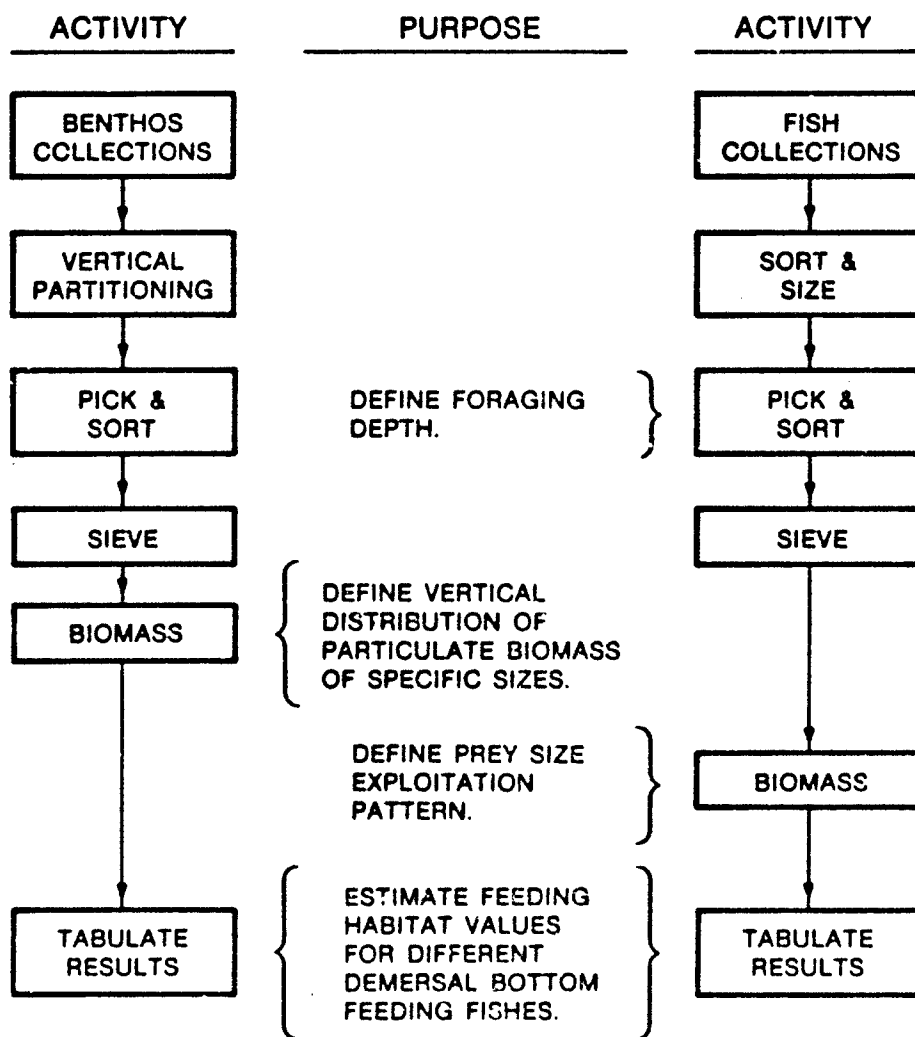 ACTIVITY PURPOSE ACTIVITY
BENTHOS
COLLECTIONS
FISH
COLLECTIONS
VERTICAL
PARTITIONING
SORT &
SIZE
PICK &
SORT
DEFINE FORAGING
DEPTH.
PICK &
SORT
SIEVE
SIEVE
BIOMASS
DEFINE VERTICAL
DISTRIBUTION OF
PARTICULATE BIOMASS
OF SPECIFIC SIZES.
DEFINE PREY SIZE
EXPLOITATION
PATTERN.
BIOMASS
TABULATE
RESULTS
ESTIMATE FEEDING
HABITAT VALUES
FOR DIFFERENT
DEMERSAL BOTTOM
FEEDING FISHES.
TABULATE
RESULTS